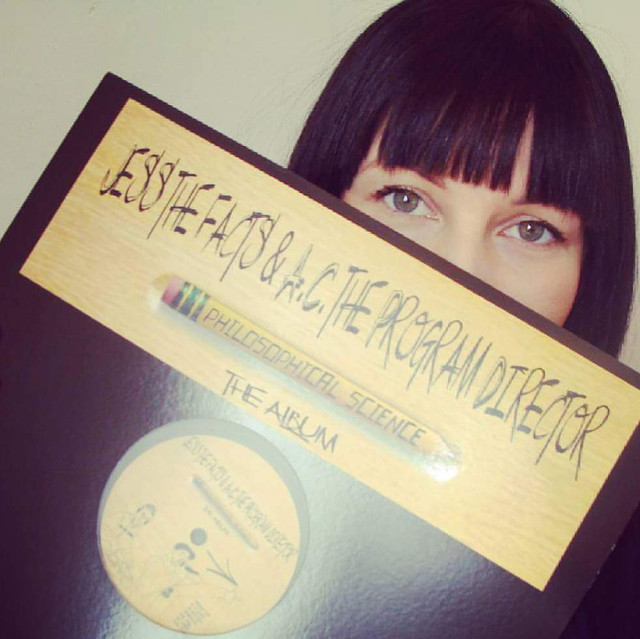 JESS THE FACTS & A.C. THE PROGRAM DIRECTOR
PHILOSOPHICAL SCIENCE
THE ALBUM